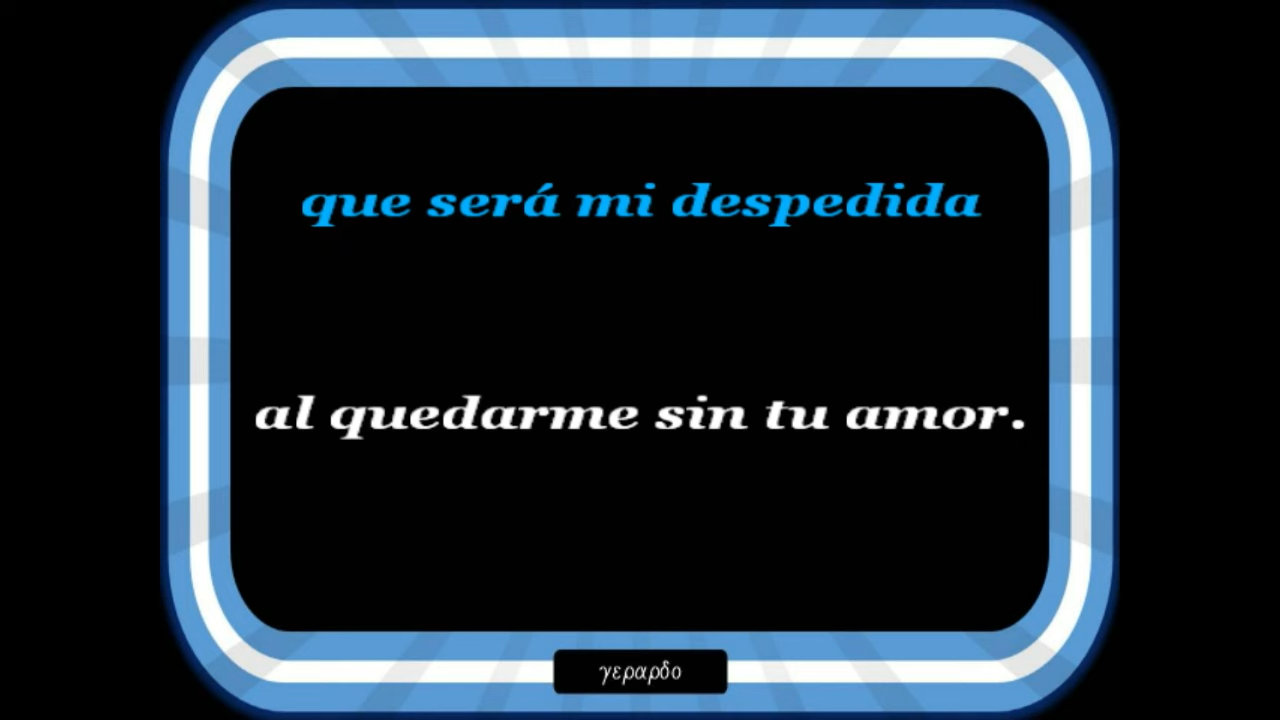 que será mi despedida
al quedarme sin tu amor.
γεραρδο